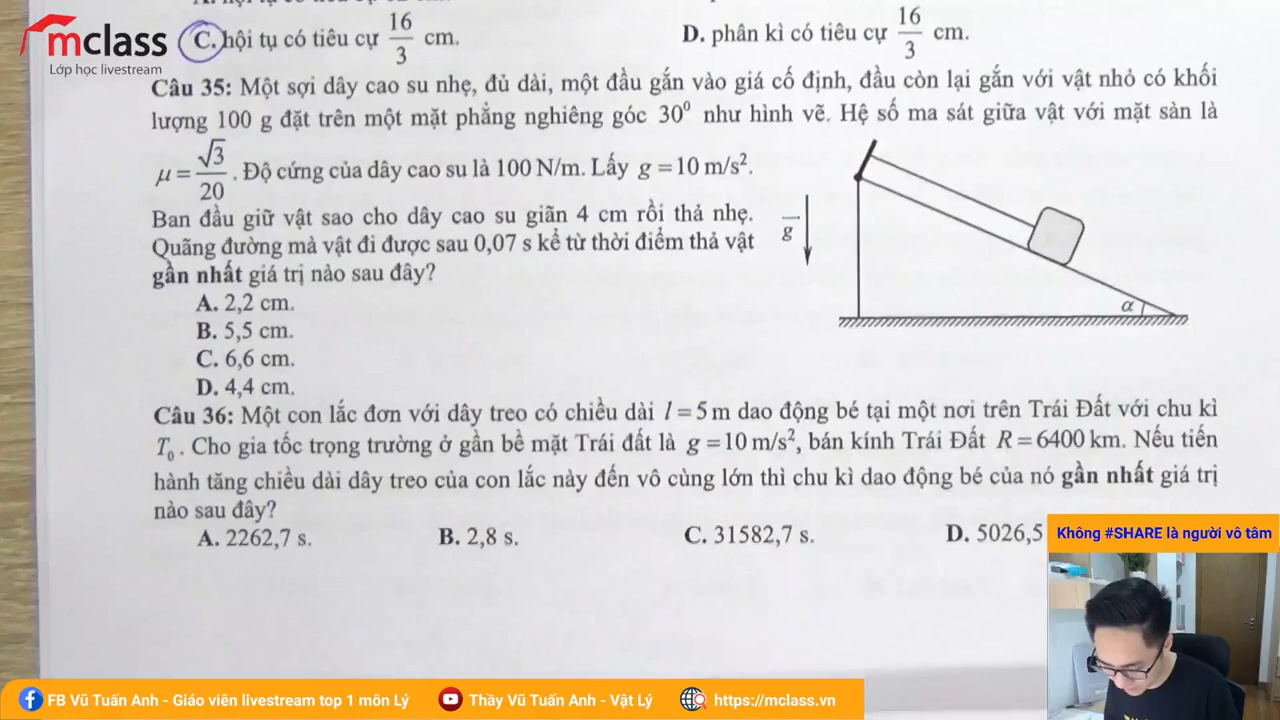 mclass
Lớp học livestream
C. hội tụ có tiêu cự 16/3 cm.
D. phân kì có tiêu cự 16/3 cm.
Câu 35: Một sợi dây cao su nhẹ, đủ dài, một đầu gắn vào giá cố định, đầu còn lại gắn với vật nhỏ có khối
lượng 100 g đặt trên một mặt phẳng nghiêng góc 30⁰ như hình vẽ. Hệ số ma sát giữa vật với mặt sàn là
μ = √3/20. Độ cứng của dây cao su là 100 N/m. Lấy g = 10 m/s².
Ban đầu giữ vật sao cho dây cao su giãn 4 cm rồi thả nhẹ.
Quãng đường mà vật đi được sau 0,07 s kể từ thời điểm thả vật
gần nhất giá trị nào sau đây?
A. 2,2 cm.
B. 5,5 cm.
C. 6,6 cm.
D. 4,4 cm.
g
α
Câu 36: Một con lắc đơn với dây treo có chiều dài l = 5 m dao động bé tại một nơi trên Trái Đất với chu kì
T₀. Cho gia tốc trọng trường ở gần bề mặt Trái đất là g = 10 m/s², bán kính Trái Đất R = 6400 km. Nếu tiến
hành tăng chiều dài dây treo của con lắc này đến vô cùng lớn thì chu kì dao động bé của nó gần nhất giá trị
nào sau đây?
A. 2262,7 s.
B. 2,8 s.
C. 31582,7 s.
D. 5026,5
Không #SHARE là người vô tâm
FB Vũ Tuấn Anh - Giáo viên livestream top 1 môn Lý
Thầy Vũ Tuấn Anh - Vật Lý
https://mclass.vn